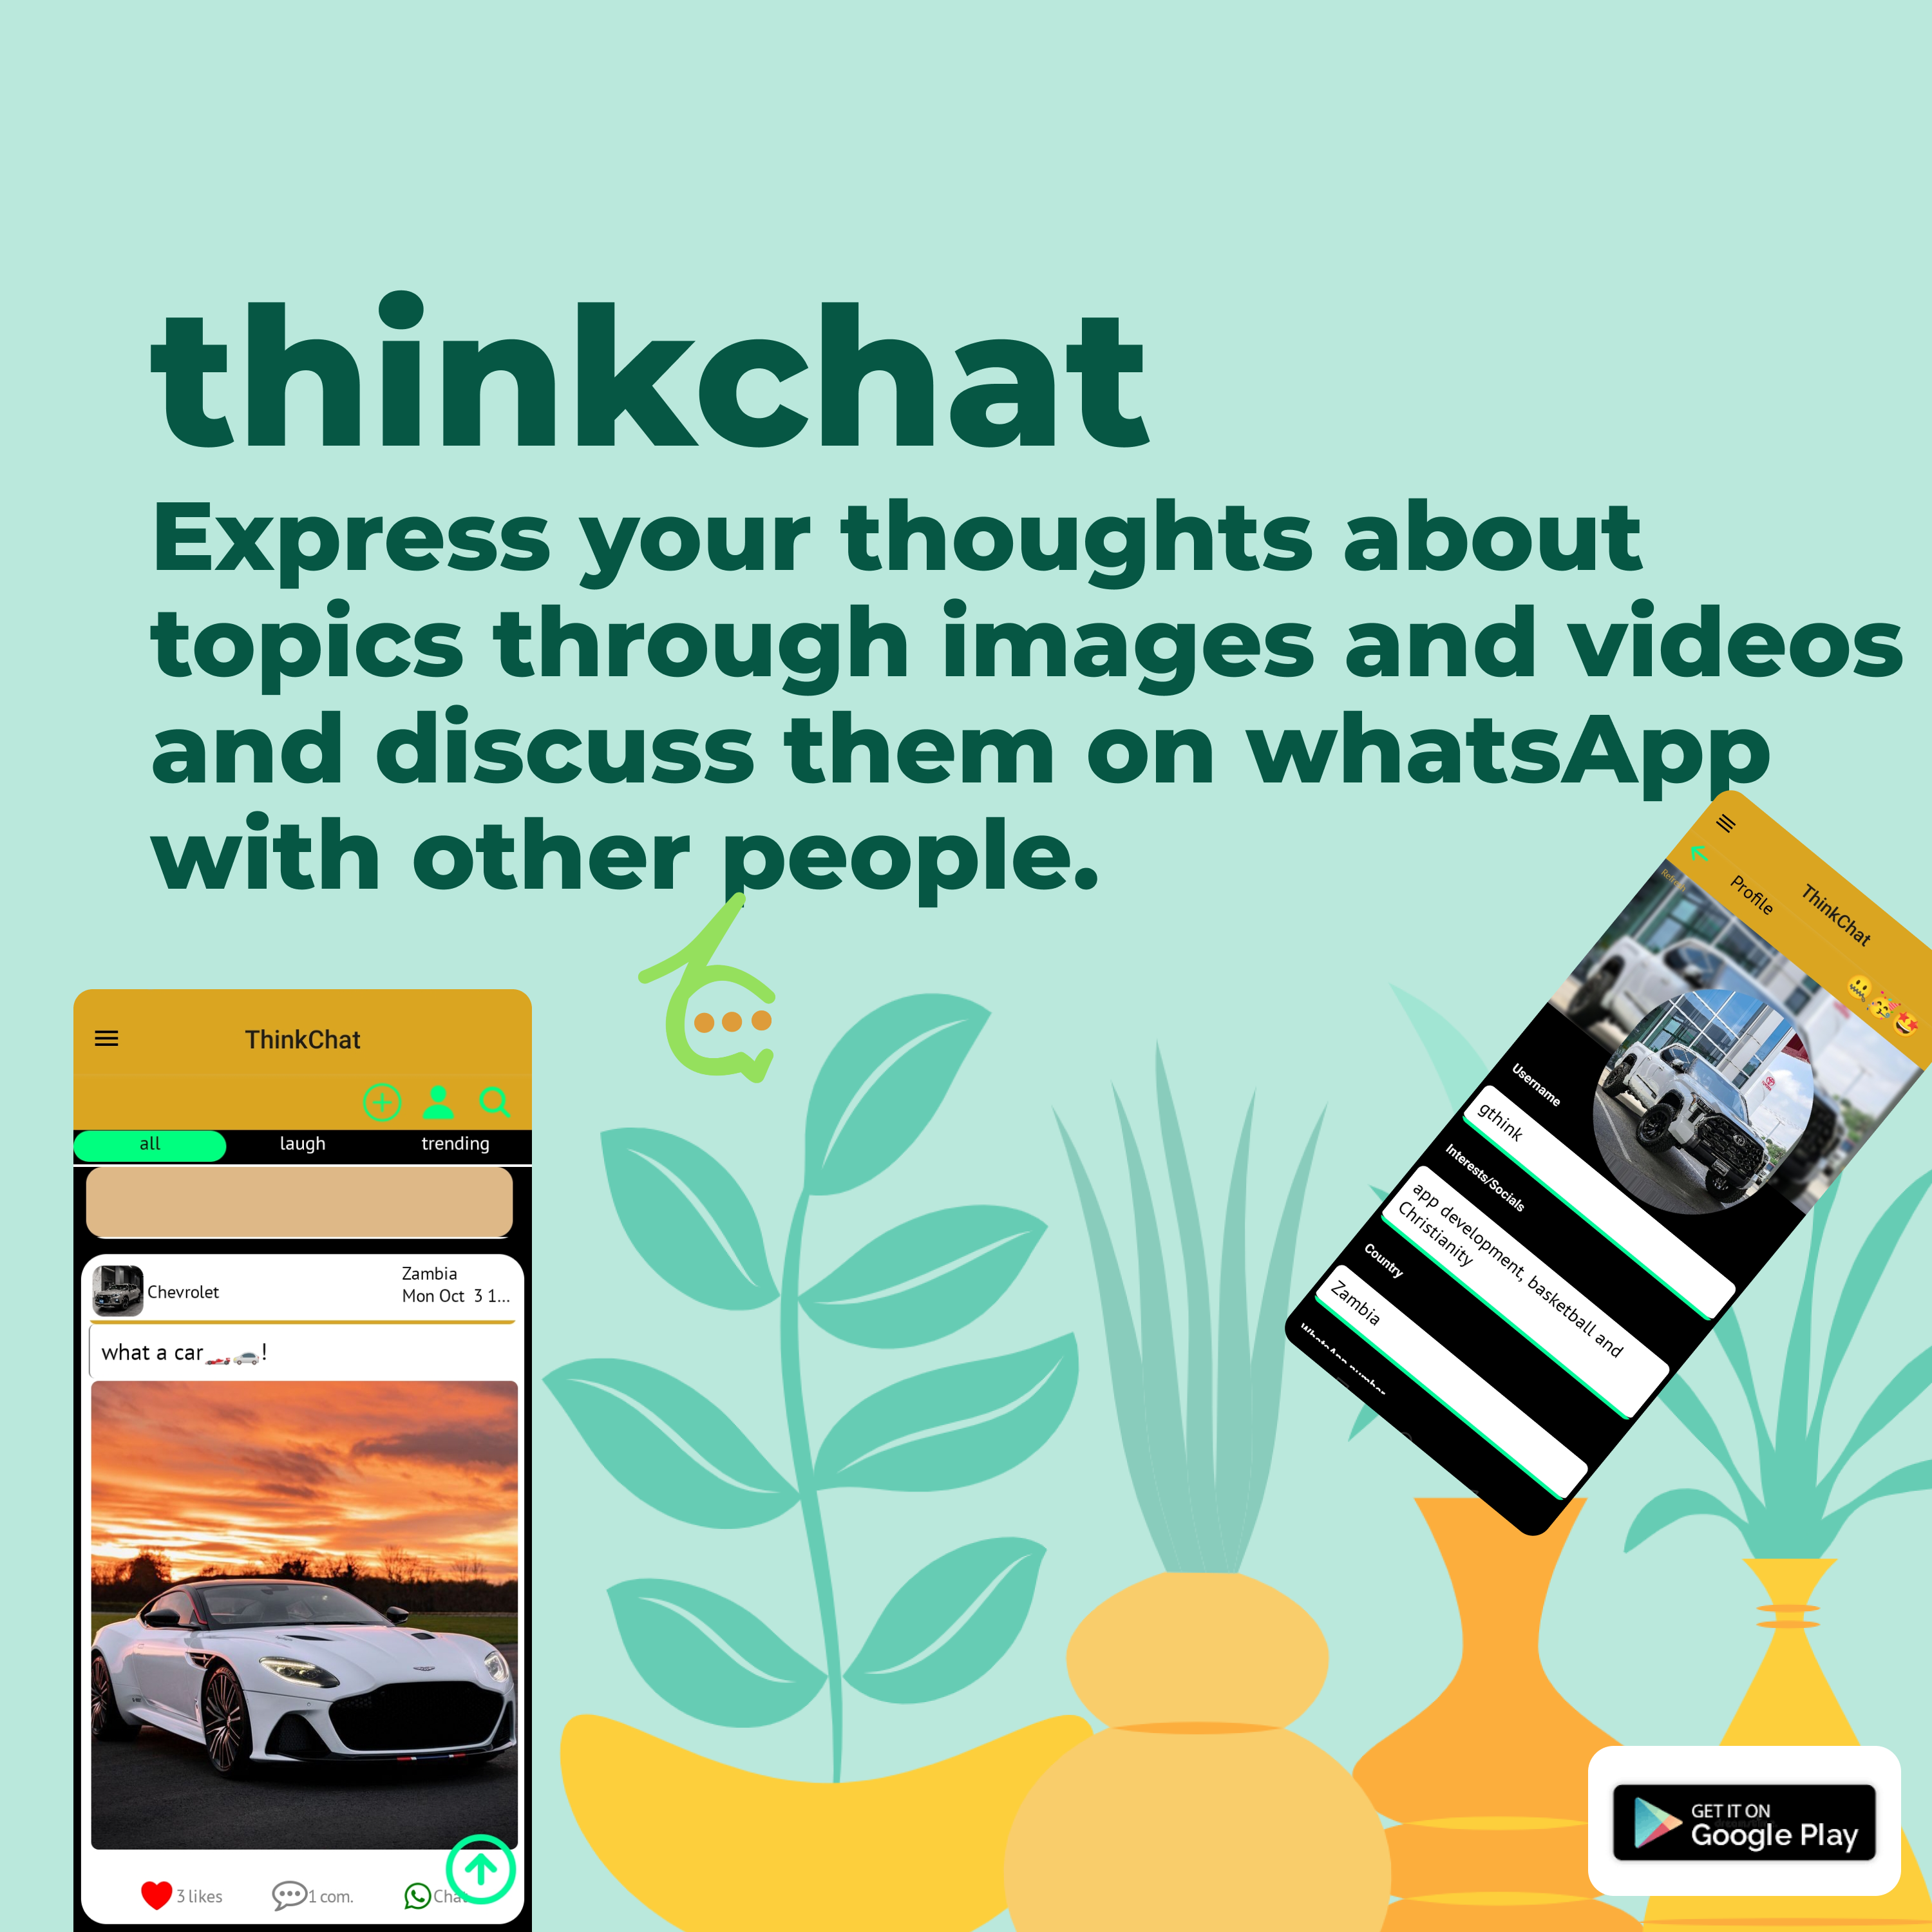 thinkchat
Express your thoughts about
topics through images and videos
and discuss them on whatsApp
with other people.
ThinkChat
all laugh trending
Chevrolet
Zambia
Mon Oct 3 1...
what a car🏎️🚗!
3 likes 1 com.
ThinkChat
Profile
🤐🥳🤩
Username
gthink
Interests/Socials
app development, basketball and
Christianity
Country
Zambia
WhatsApp number
GET IT ON
Google Play